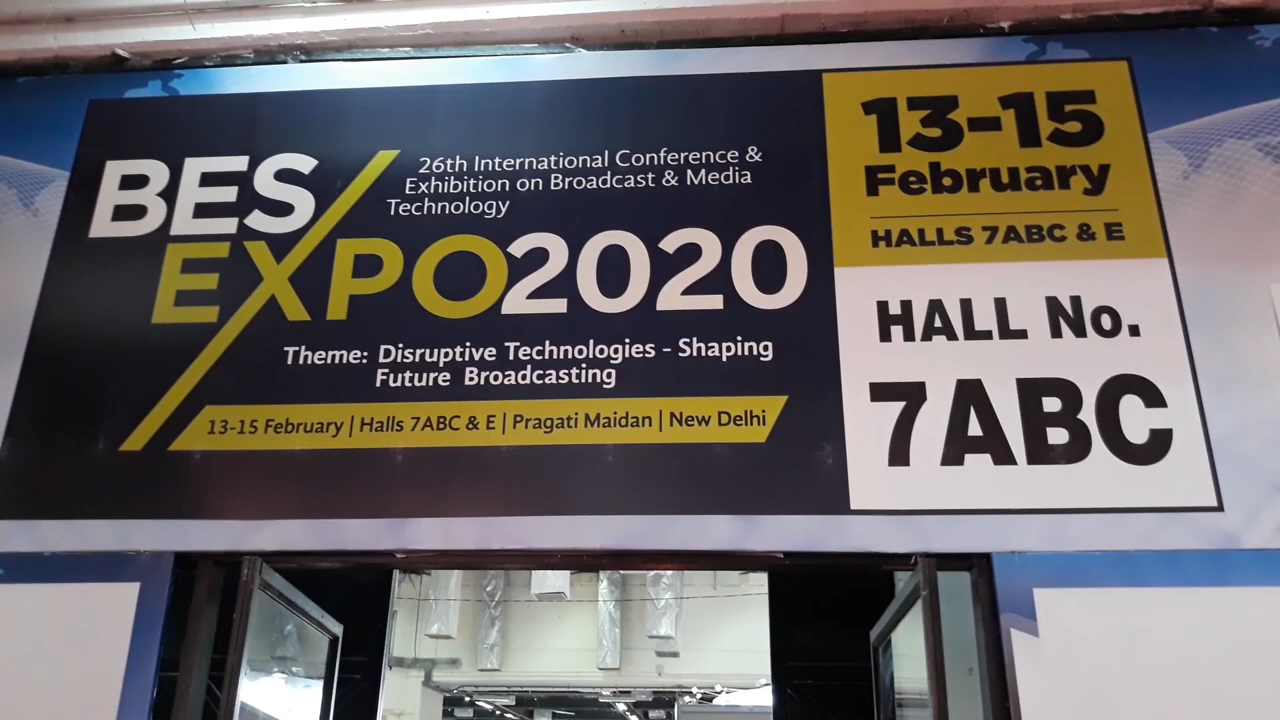 BES
EXPO2020
26th International Conference &
Exhibition on Broadcast & Media
Technology
Theme: Disruptive Technologies - Shaping
Future Broadcasting
13-15 February | Halls 7ABC & E | Pragati Maidan | New Delhi
13-15
February
HALLS 7ABC & E
HALL No.
7ABC